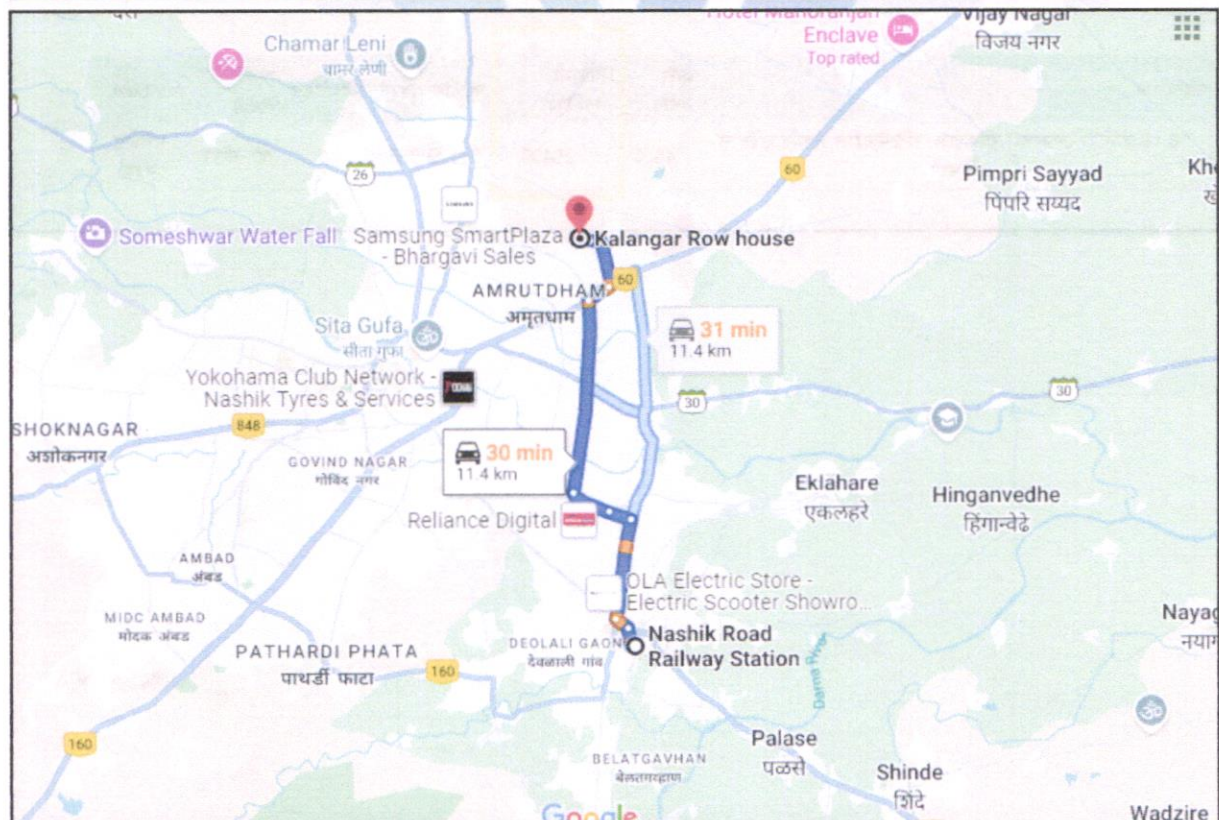 Hotel Manoranjan
Enclave
Top rated
Vijay Nagar
विजय नगर
Chamar Leni
चामर लेणी
26
60
Pimpri Sayyad
पिंपरि सय्यद
Someshwar Water Fall
Samsung SmartPlaza
- Bhargavi Sales
Kalangar Row house
60
AMRUTDHAM
अमृतधाम
Sita Gufa
सीता गुफा
31 min
11.4 km
Yokohama Club Network -
Nashik Tyres & Services
30
30
848
SHOKNAGAR
अशोकनगर
GOVIND NAGAR
गोविंद नगर
30 min
11.4 km
Eklahare
एकलहरे
Hinganvedhe
हिंगान्वेढे
Reliance Digital
AMBAD
अंबड
OLA Electric Store -
Electric Scooter Showro...
MIDC AMBAD
मोदक अंबड
Nashik Road
Railway Station
DEOLALI GAON
देवळाली गांव
PATHARDI PHATA
पाथर्डी फाटा
160
Darna River
160
BELATGAVHAN
Palase
पळसे
Shinde
शिंदे
Wadzire
Google